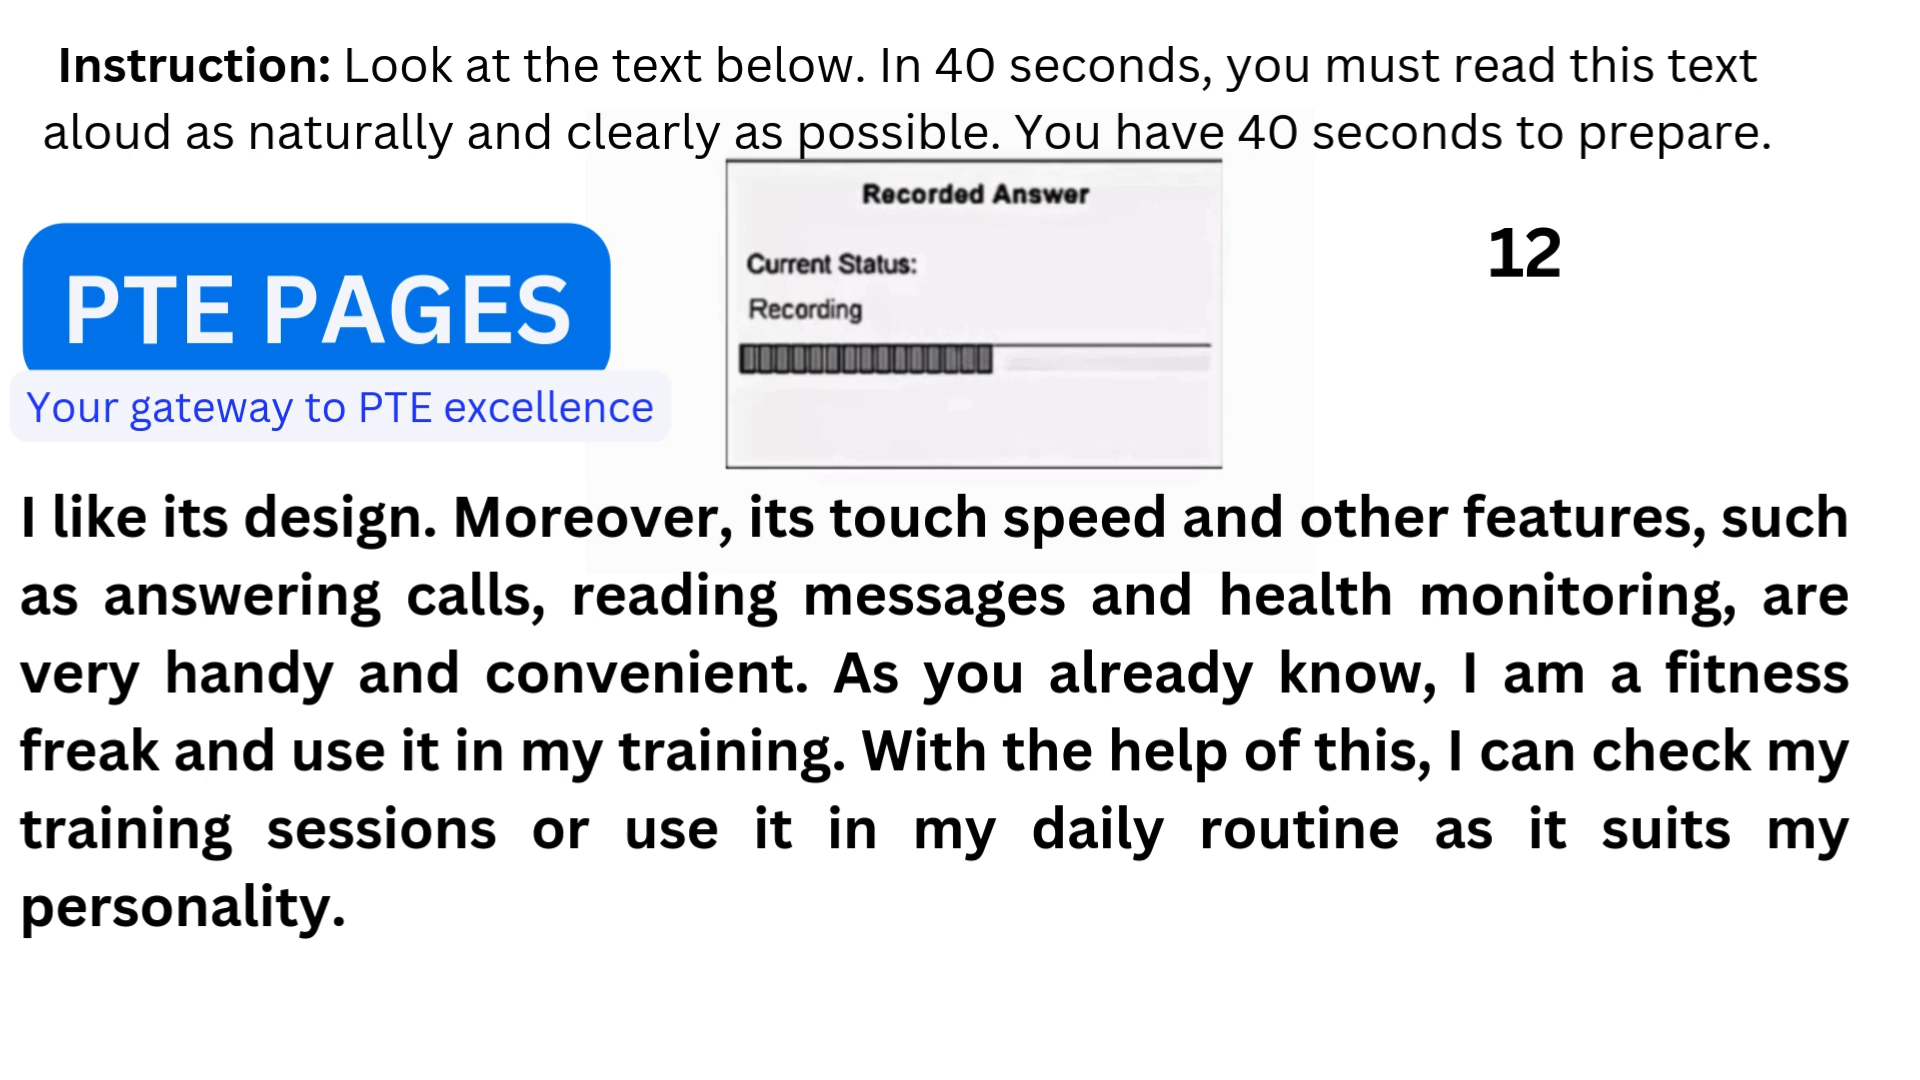 Instruction: Look at the text below. In 40 seconds, you must read this text
aloud as naturally and clearly as possible. You have 40 seconds to prepare.
Recorded Answer
Current Status:
Recording
12
PTE PAGES
Your gateway to PTE excellence
I like its design. Moreover, its touch speed and other features, such
as answering calls, reading messages and health monitoring, are
very handy and convenient. As you already know, I am a fitness
freak and use it in my training. With the help of this, I can check my
training sessions or use it in my daily routine as it suits my
personality.